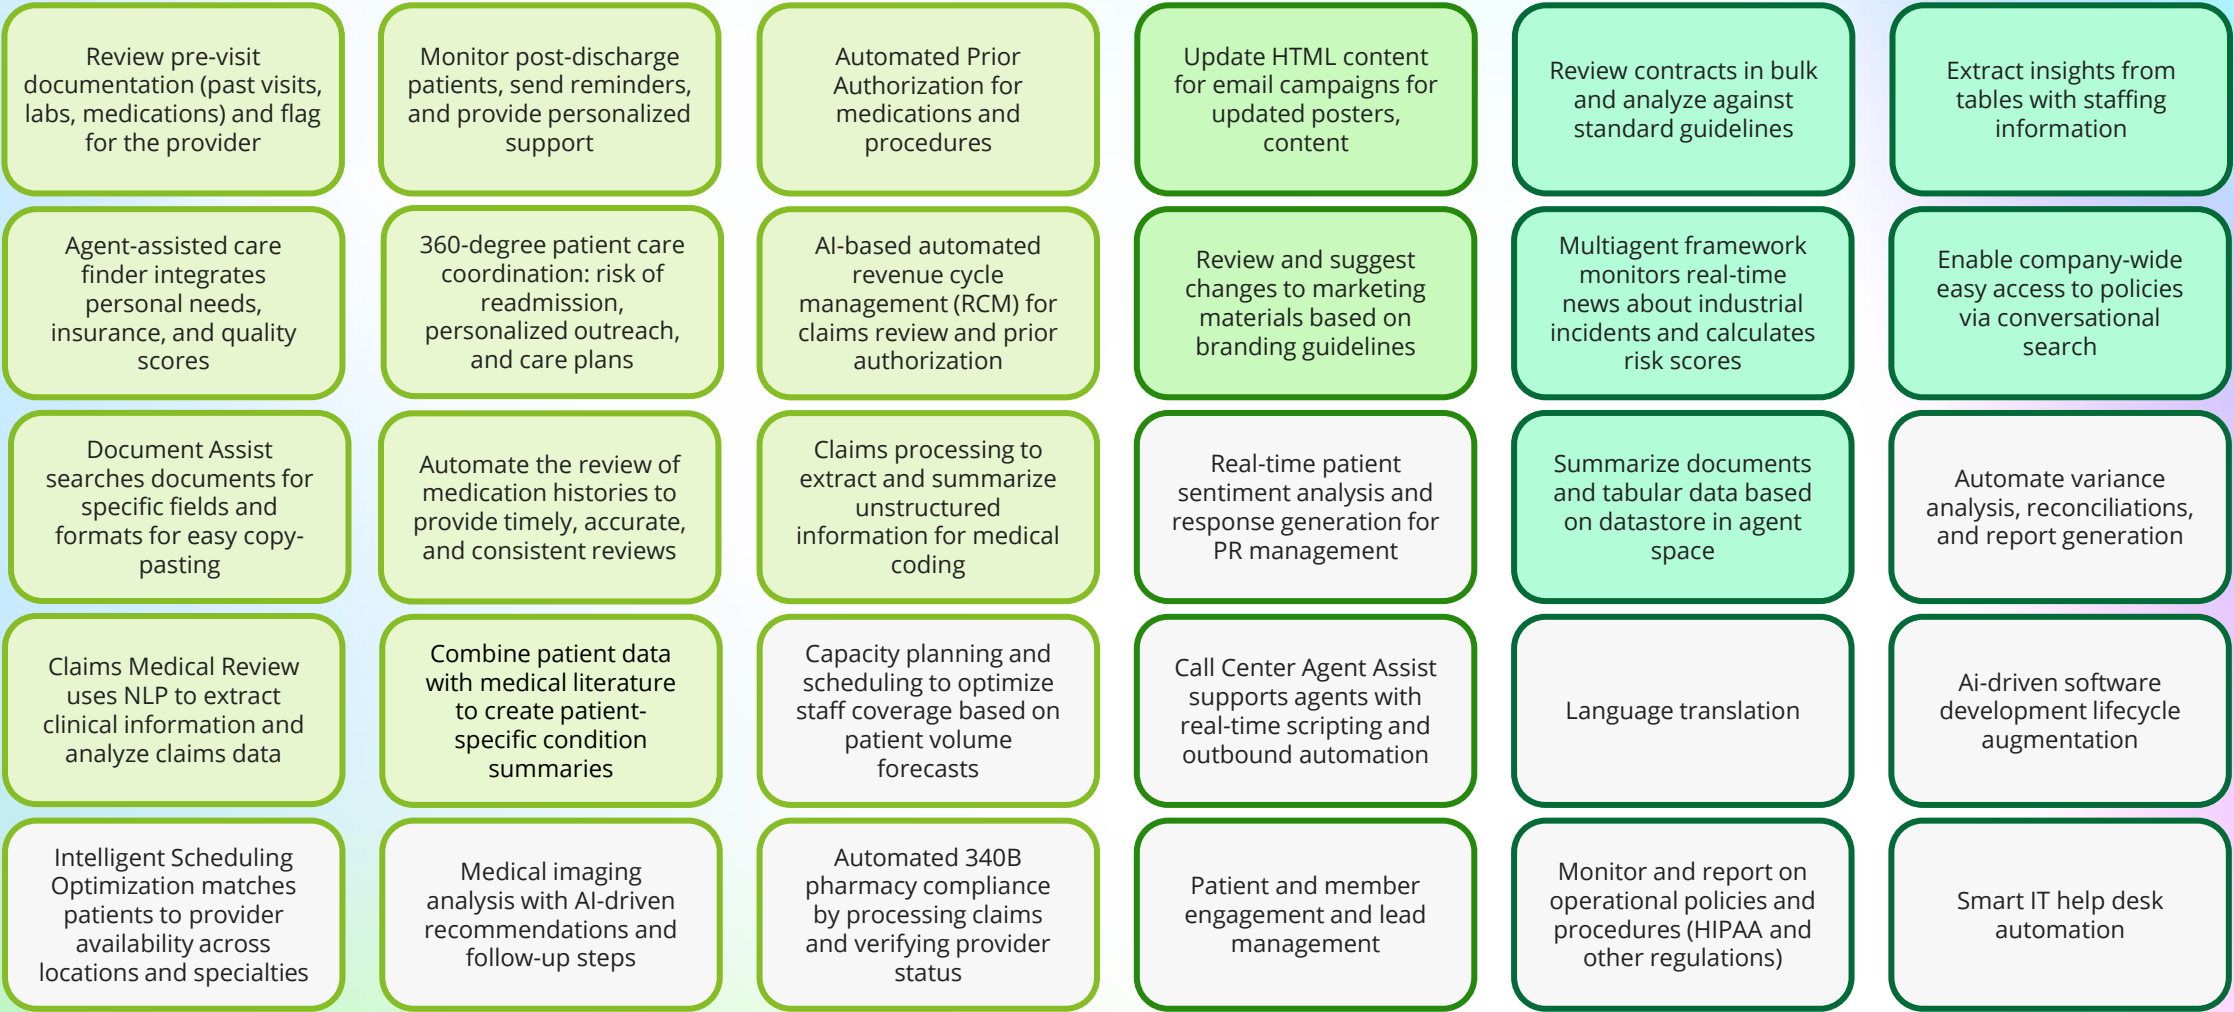 Review pre-visit
documentation (past visits,
labs, medications) and flag
for the provider
Monitor post-discharge
patients, send reminders,
and provide personalized
support
Automated Prior
Authorization for
medications and
procedures
Update HTML content
for email campaigns for
updated posters,
content
Review contracts in bulk
and analyze against
standard guidelines
Extract insights from
tables with staffing
information
Agent-assisted care
finder integrates
personal needs,
insurance, and quality
scores
360-degree patient care
coordination: risk of
readmission,
personalized outreach,
and care plans
AI-based automated
revenue cycle
management (RCM) for
claims review and prior
authorization
Review and suggest
changes to marketing
materials based on
branding guidelines
Multiagent framework
monitors real-time
news about industrial
incidents and calculates
risk scores
Enable company-wide
easy access to policies
via conversational
search
Document Assist
searches documents for
specific fields and
formats for easy copy-
pasting
Automate the review of
medication histories to
provide timely, accurate,
and consistent reviews
Claims processing to
extract and summarize
unstructured
information for medical
coding
Real-time patient
sentiment analysis and
response generation for
PR management
Summarize documents
and tabular data based
on datastore in agent
space
Automate variance
analysis, reconciliations,
and report generation
Claims Medical Review
uses NLP to extract
clinical information and
analyze claims data
Combine patient data
with medical literature
to create patient-
specific condition
summaries
Capacity planning and
scheduling to optimize
staff coverage based on
patient volume
forecasts
Call Center Agent Assist
supports agents with
real-time scripting and
outbound automation
Language translation
Ai-driven software
development lifecycle
augmentation
Intelligent Scheduling
Optimization matches
patients to provider
availability across
locations and specialties
Medical imaging
analysis with AI-driven
recommendations and
follow-up steps
Automated 340B
pharmacy compliance
by processing claims
and verifying provider
status
Patient and member
engagement and lead
management
Monitor and report on
operational policies and
procedures (HIPAA and
other regulations)
Smart IT help desk
automation